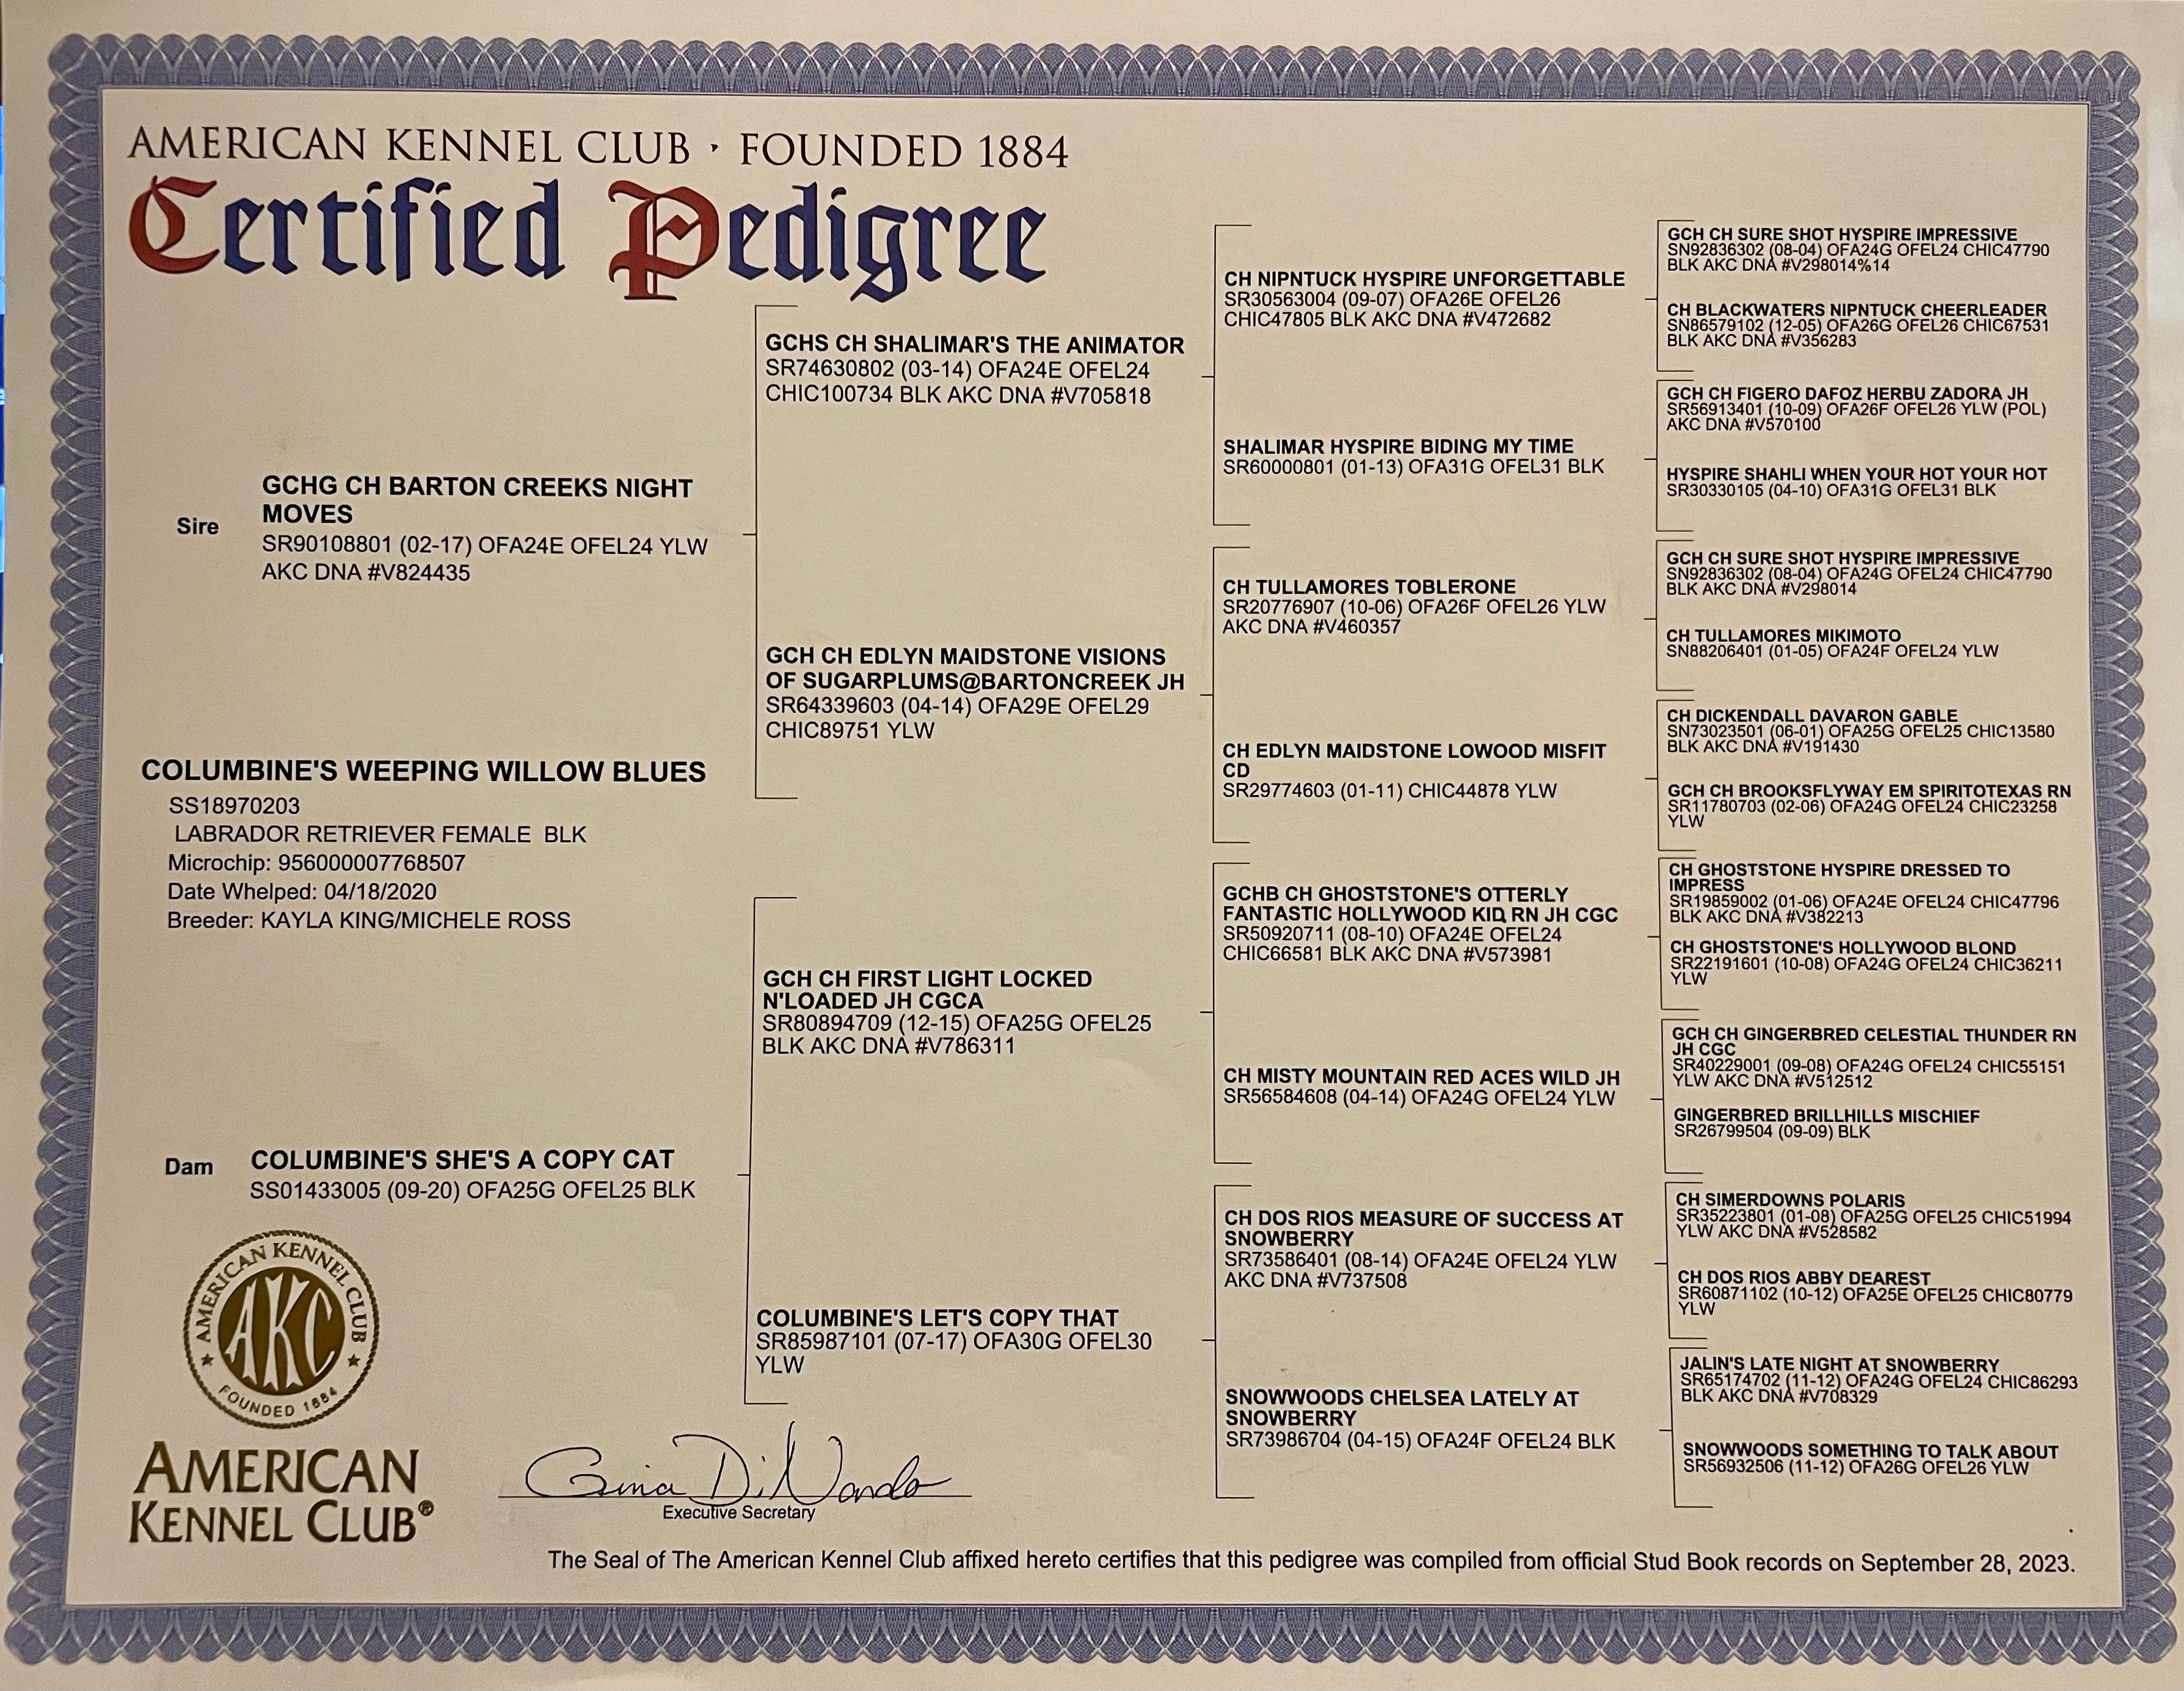 AMERICAN KENNEL CLUB · FOUNDED 1884
Certified Pedigree
Sire
GCHG CH BARTON CREEKS NIGHT
MOVES
SR90108801 (02-17) OFA24E OFEL24 YLW
AKC DNA #V824435
COLUMBINE'S WEEPING WILLOW BLUES
SS18970203
LABRADOR RETRIEVER FEMALE BLK
Microchip: 956000007768507
Date Whelped: 04/18/2020
Breeder: KAYLA KING/MICHELE ROSS
Dam
COLUMBINE'S SHE'S A COPY CAT
SS01433005 (09-20) OFA25G OFEL25 BLK
GCHS CH SHALIMAR'S THE ANIMATOR
SR74630802 (03-14) OFA24E OFEL24
CHIC100734 BLK AKC DNA #V705818
GCH CH EDLYN MAIDSTONE VISIONS
OF SUGARPLUMS@BARTONCREEK JH
SR64339603 (04-14) OFA29E OFEL29
CHIC89751 YLW
GCH CH FIRST LIGHT LOCKED
N'LOADED JH CGCA
SR80894709 (12-15) OFA25G OFEL25
BLK AKC DNA #V786311
COLUMBINE'S LET'S COPY THAT
SR85987101 (07-17) OFA30G OFEL30
YLW
CH NIPNTUCK HYSPIRE UNFORGETTABLE
SR30563004 (09-07) OFA26E OFEL26
CHIC47805 BLK AKC DNA #V472682
SHALIMAR HYSPIRE BIDING MY TIME
SR60000801 (01-13) OFA31G OFEL31 BLK
CH TULLAMORES TOBLERONE
SR20776907 (10-06) OFA26F OFEL26 YLW
AKC DNA #V460357
CH EDLYN MAIDSTONE LOWOOD MISFIT
CD
SR29774603 (01-11) CHIC44878 YLW
GCHB CH GHOSTSTONE'S OTTERLY
FANTASTIC HOLLYWOOD KID RN JH CGC
SR50920711 (08-10) OFA24E OFEL24
CHIC66581 BLK AKC DNA #V573981
CH MISTY MOUNTAIN RED ACES WILD JH
SR56584608 (04-14) OFA24G OFEL24 YLW
CH DOS RIOS MEASURE OF SUCCESS AT
SNOWBERRY
SR73586401 (08-14) OFA24E OFEL24 YLW
AKC DNA #V737508
SNOWWOODS CHELSEA LATELY AT
SNOWBERRY
SR73986704 (04-15) OFA24F OFEL24 BLK
GCH CH SURE SHOT HYSPIRE IMPRESSIVE
SN92836302 (08-04) OFA24G OFEL24 CHIC47790
BLK AKC DNA #V298014%14
CH BLACKWATERS NIPNTUCK CHEERLEADER
SN86579102 (12-05) OFA26G OFEL26 CHIC67531
BLK AKC DNA #V356283
GCH CH FIGERO DAFOZ HERBU ZADORA JH
SR56913401 (10-09) OFA26F OFEL26 YLW (POL)
AKC DNA #V570100
HYSPIRE SHAHLI WHEN YOUR HOT YOUR HOT
SR30330105 (04-10) OFA31G OFEL31 BLK
GCH CH SURE SHOT HYSPIRE IMPRESSIVE
SN92836302 (08-04) OFA24G OFEL24 CHIC47790
BLK AKC DNA #V298014
CH TULLAMORES MIKIMOTO
SN88206401 (01-05) OFA24F OFEL24 YLW
CH DICKENDALL DAVARON GABLE
SN73023501 (06-01) OFA25G OFEL25 CHIC13580
BLK AKC DNA #V191430
GCH CH BROOKSFLYWAY EM SPIRITOTEXAS RN
SR11780703 (02-06) OFA24G OFEL24 CHIC23258
YLW
CH GHOSTSTONE HYSPIRE DRESSED TO
IMPRESS
SR19859002 (01-06) OFA24E OFEL24 CHIC47796
BLK AKC DNA #V382213
CH GHOSTSTONE'S HOLLYWOOD BLOND
SR22191601 (10-08) OFA24G OFEL24 CHIC36211
YLW
GCH CH GINGERBRED CELESTIAL THUNDER RN
JH CGC
SR40229001 (09-08) OFA24G OFEL24 CHIC55151
YLW AKC DNA #V512512
GINGERBRED BRILLHILLS MISCHIEF
SR26799504 (09-09) BLK
CH SIMERDOWNS POLARIS
SR35223801 (01-08) OFA25G OFEL25 CHIC51994
YLW AKC DNA #V528582
CH DOS RIOS ABBY DEAREST
SR60871102 (10-12) OFA25E OFEL25 CHIC80779
YLW
JALIN'S LATE NIGHT AT SNOWBERRY
SR65174702 (11-12) OFA24G OFEL24 CHIC86293
BLK AKC DNA #V708329
SNOWWOODS SOMETHING TO TALK ABOUT
SR56932506 (11-12) OFA26G OFEL26 YLW
AMERICAN KENNEL CLUB
AKC
FOUNDED 1884
AMERICAN
KENNEL CLUB®
Gina DiNardo
Executive Secretary
The Seal of The American Kennel Club affixed hereto certifies that this pedigree was compiled from official Stud Book records on September 28, 2023.